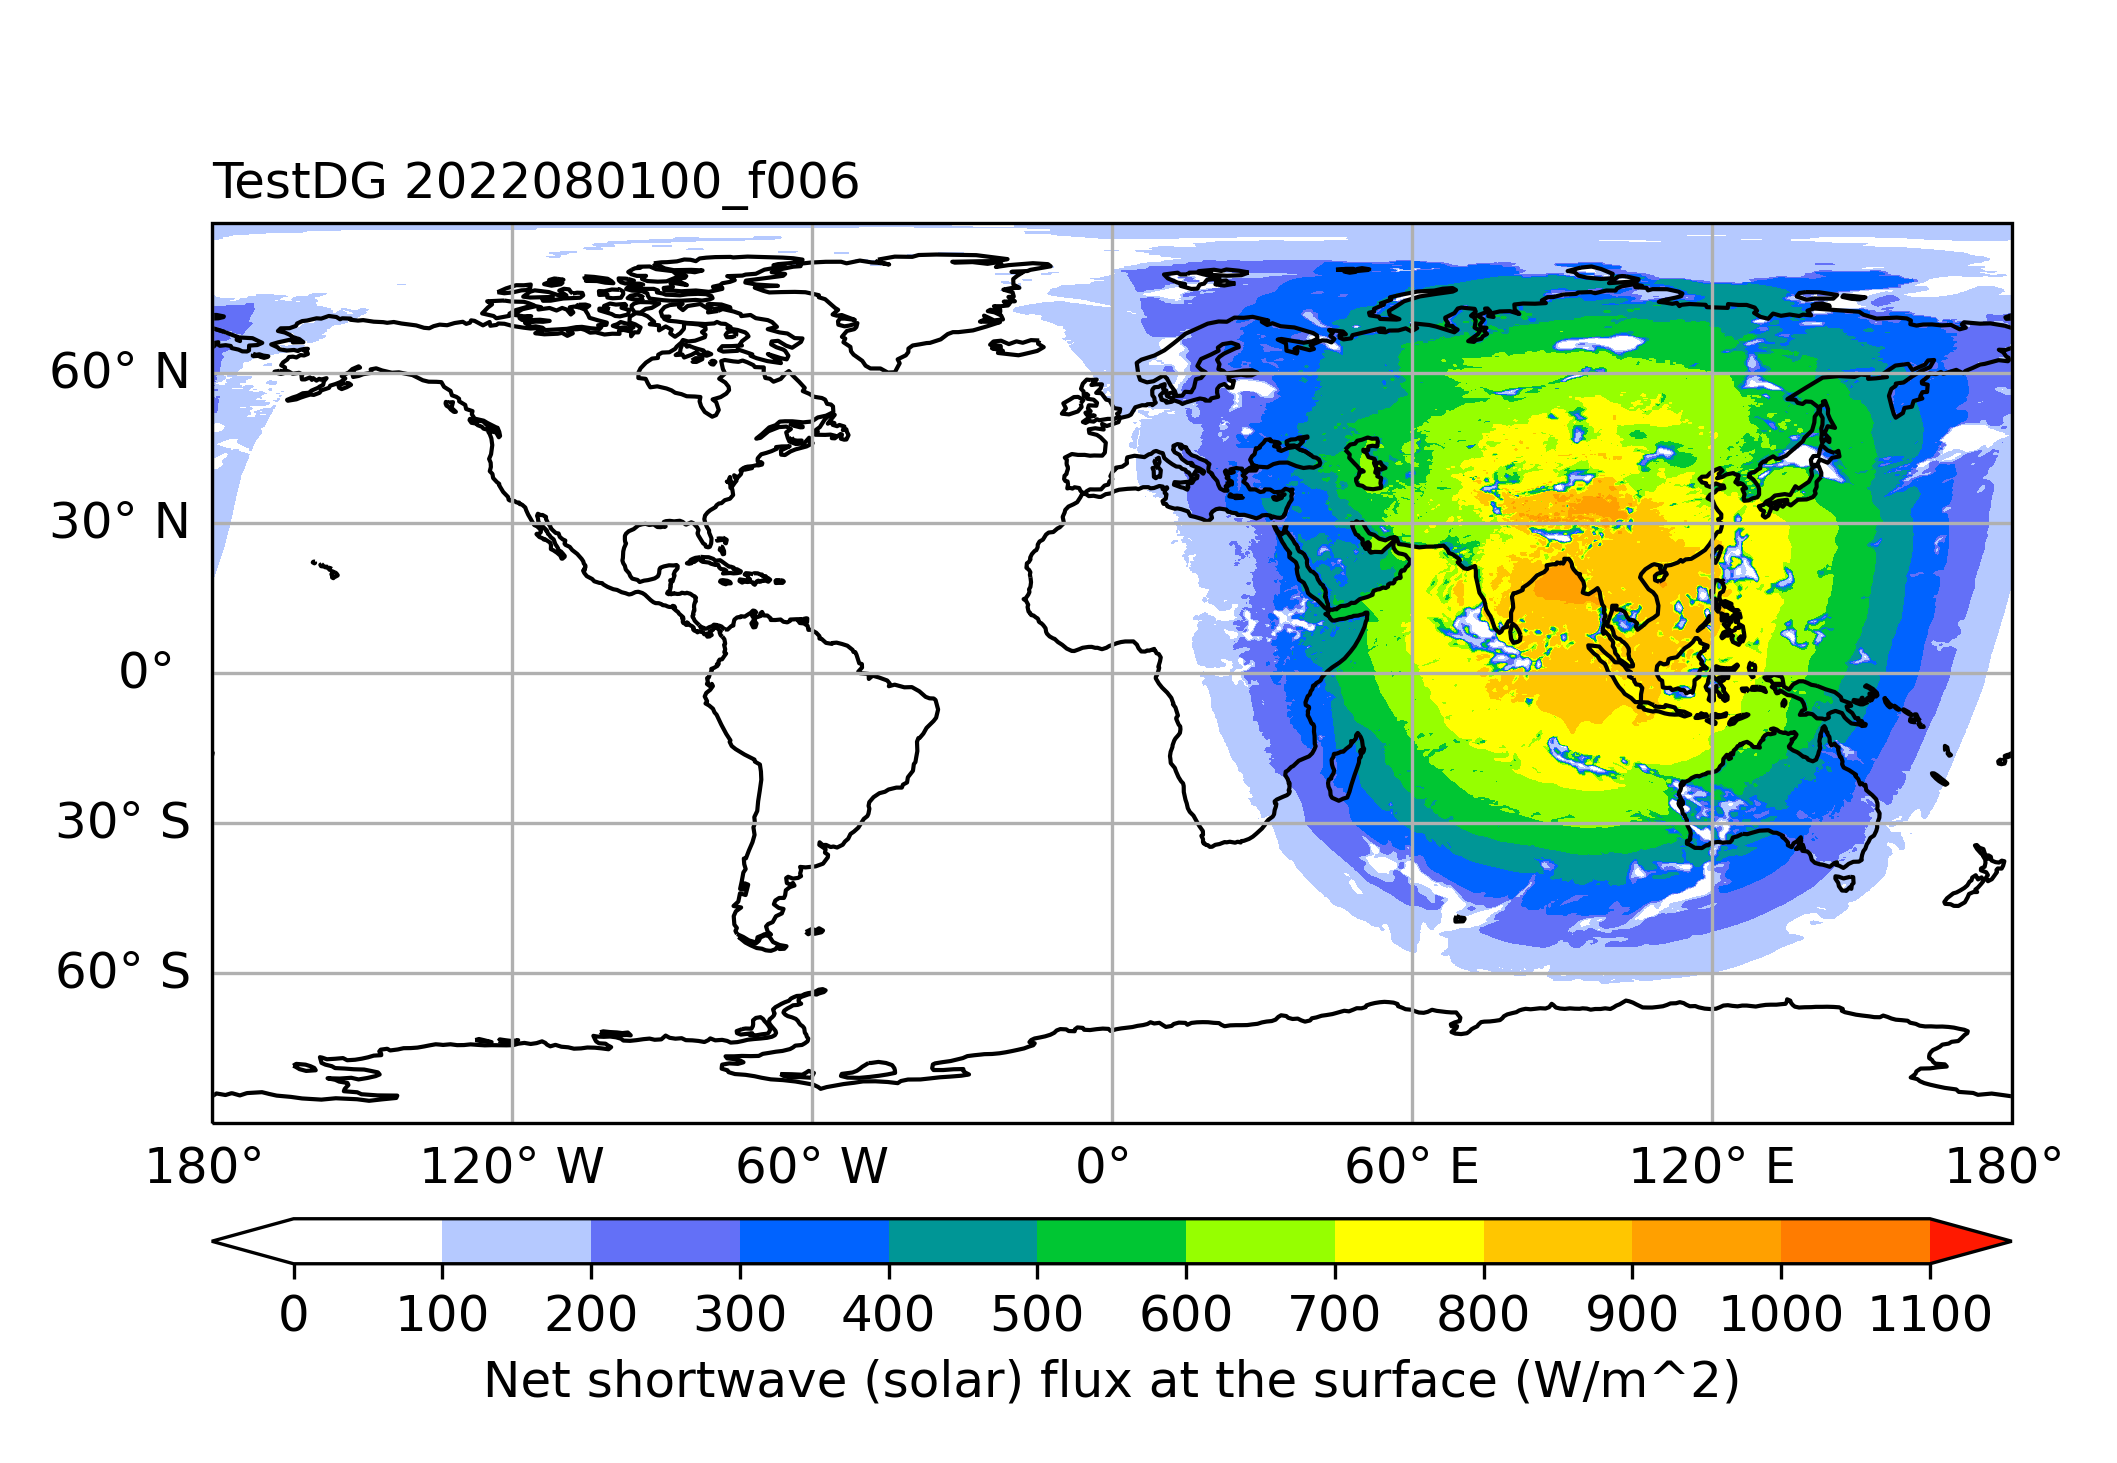 TestDG 2022080100_f006
60° N
30° N
0°
30° S
60° S
180° 120° W 60° W 0° 60° E 120° E 180°
0 100 200 300 400 500 600 700 800 900 1000 1100
Net shortwave (solar) flux at the surface (W/m^2)